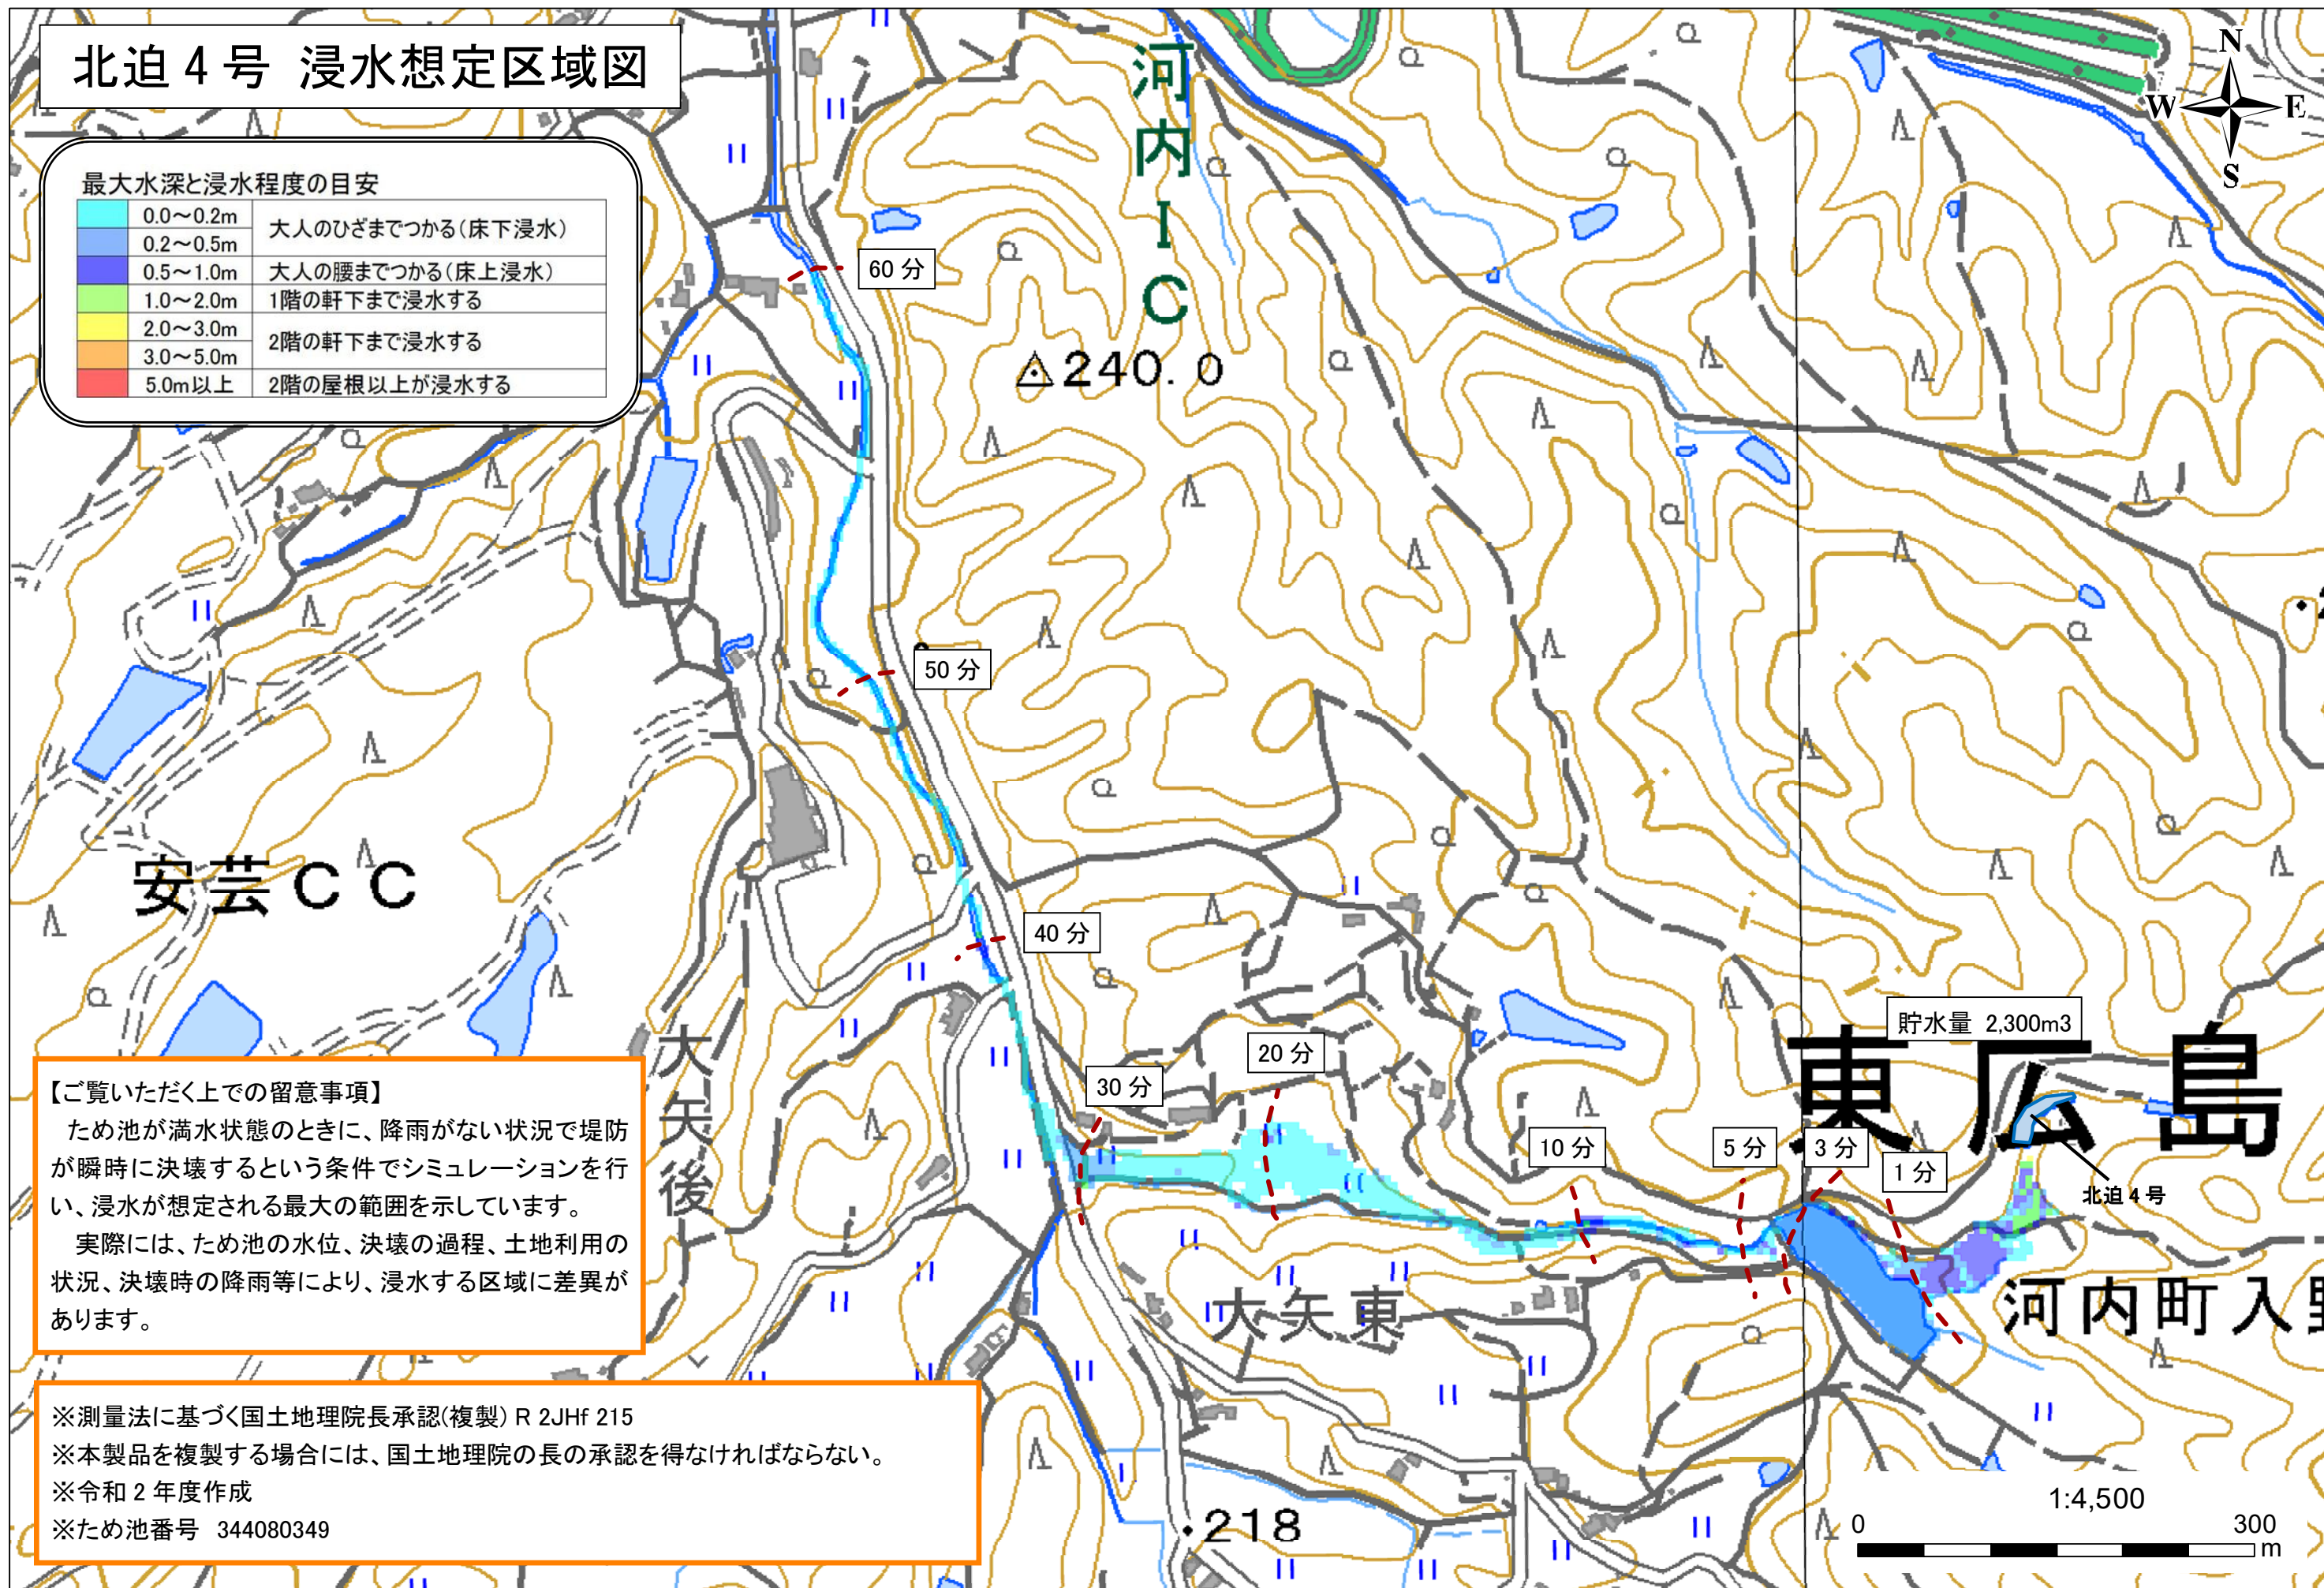 北迫4号 浸水想定区域図
最大水深と浸水程度の目安
0.0～0.2m
大人のひざまでつかる(床下浸水)
0.2～0.5m
0.5～1.0m 大人の腰までつかる(床上浸水)
1.0～2.0m 1階の軒下まで浸水する
2.0～3.0m
2階の軒下まで浸水する
3.0～5.0m
5.0m以上 2階の屋根以上が浸水する
河内IC
N
W E
S
240.0
60 分
50 分
40 分
30 分
20 分
10 分
5 分
3 分
1 分
安芸CC
大矢後
大矢東
貯水量 2,300m3
東広島
北迫4号
河内町入野
218
【ご覧いただく上での留意事項】
ため池が満水状態のときに、降雨がない状況で堤防
が瞬時に決壊するという条件でシミュレーションを行
い、浸水が想定される最大の範囲を示しています。
実際には、ため池の水位、決壊の過程、土地利用の
状況、決壊時の降雨等により、浸水する区域に差異が
あります。
※測量法に基づく国土地理院長承認(複製) R 2JHf 215
※本製品を複製する場合には、国土地理院の長の承認を得なければならない。
※令和 2 年度作成
※ため池番号 344080349
1:4,500
0 300
m